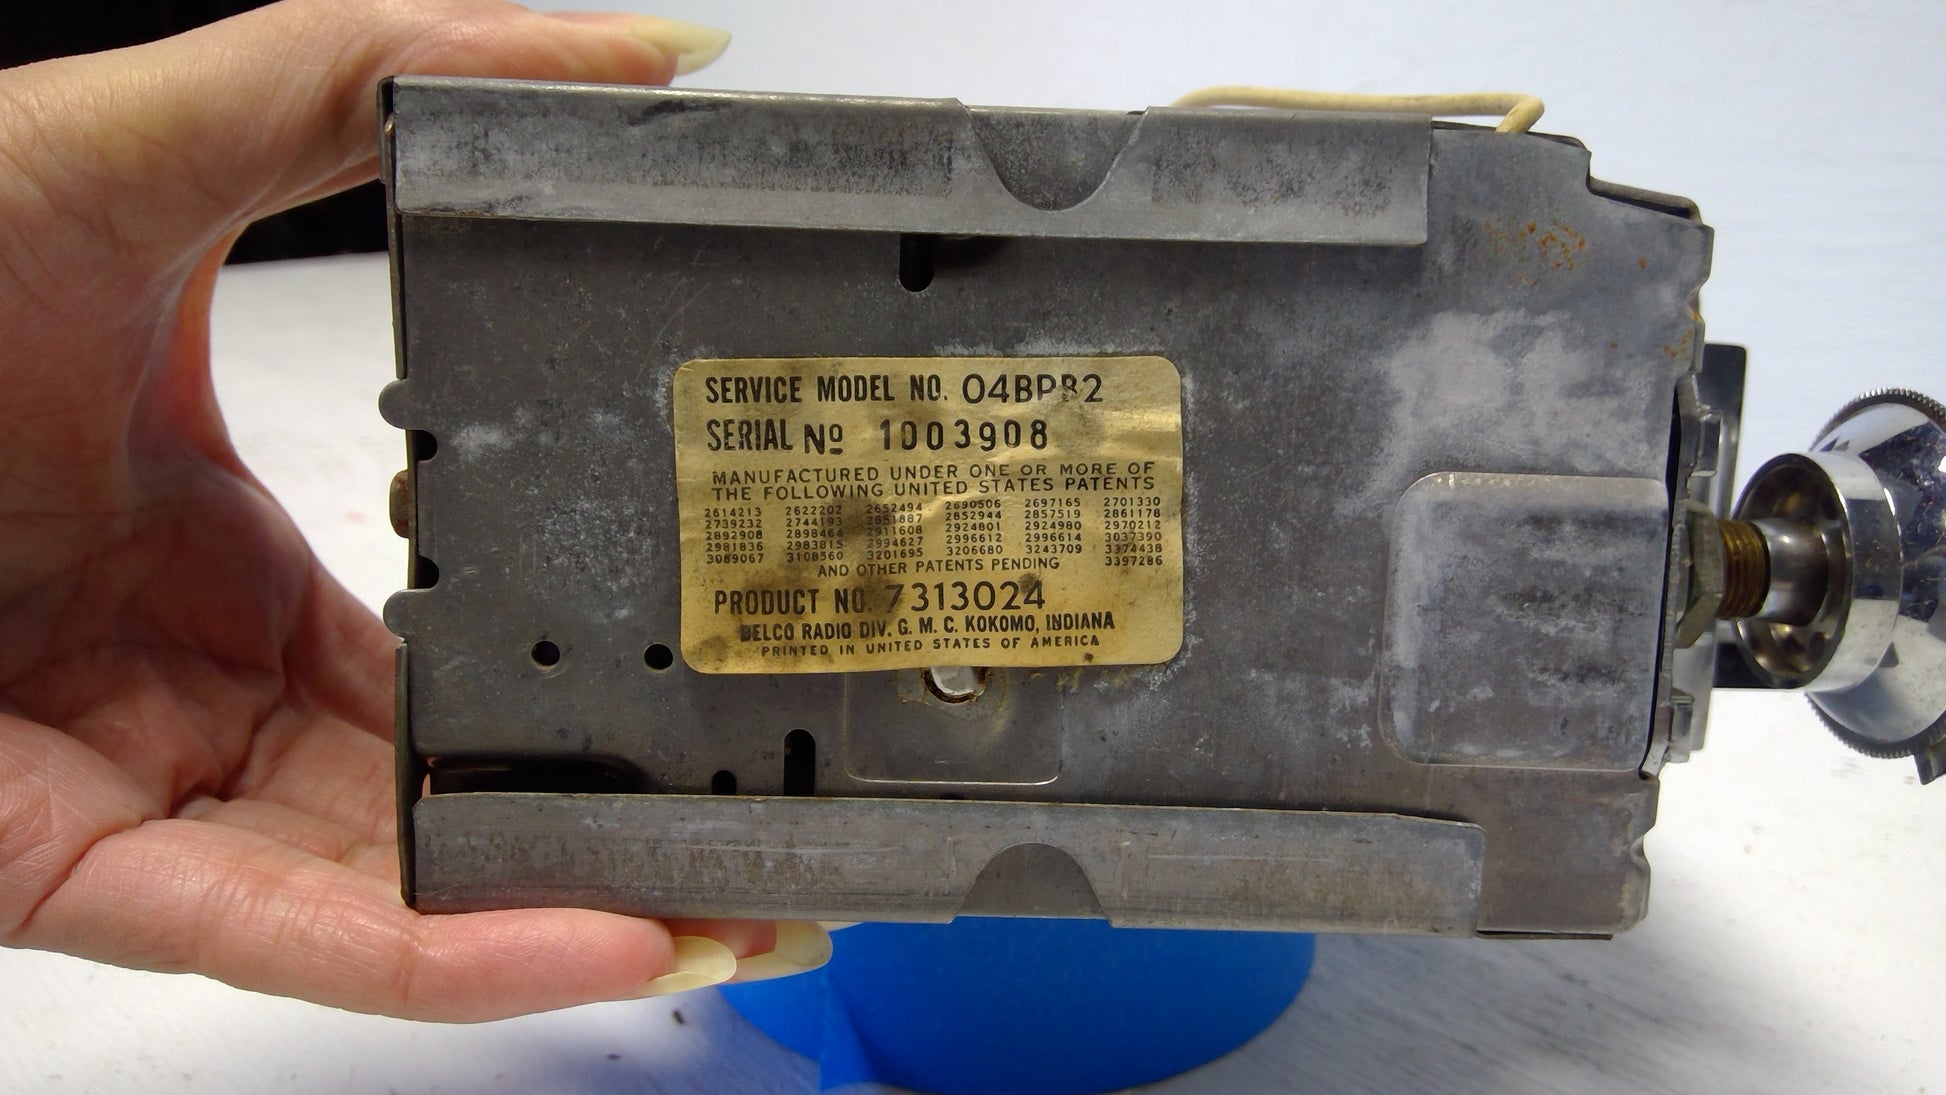 SERVICE MODEL NO. 04BPB2
SERIAL Nº 1003908
MANUFACTURED UNDER ONE OR MORE OF
THE FOLLOWING UNITED STATES PATENTS
2614213 2622202 2652494 2690506 2697165 2701330
2739232 2744193 2851887 2852944 2857519 2861178
2892908 2898464 2911608 2924801 2924980 2970212
2981836 2983815 2994627 2996612 2996614 3037390
3089067 3108560 3201695 3206680 3243709 3374438
AND OTHER PATENTS PENDING 3397286
PRODUCT NO. 7313024
DELCO RADIO DIV. G. M. C. KOKOMO, INDIANA
PRINTED IN UNITED STATES OF AMERICA